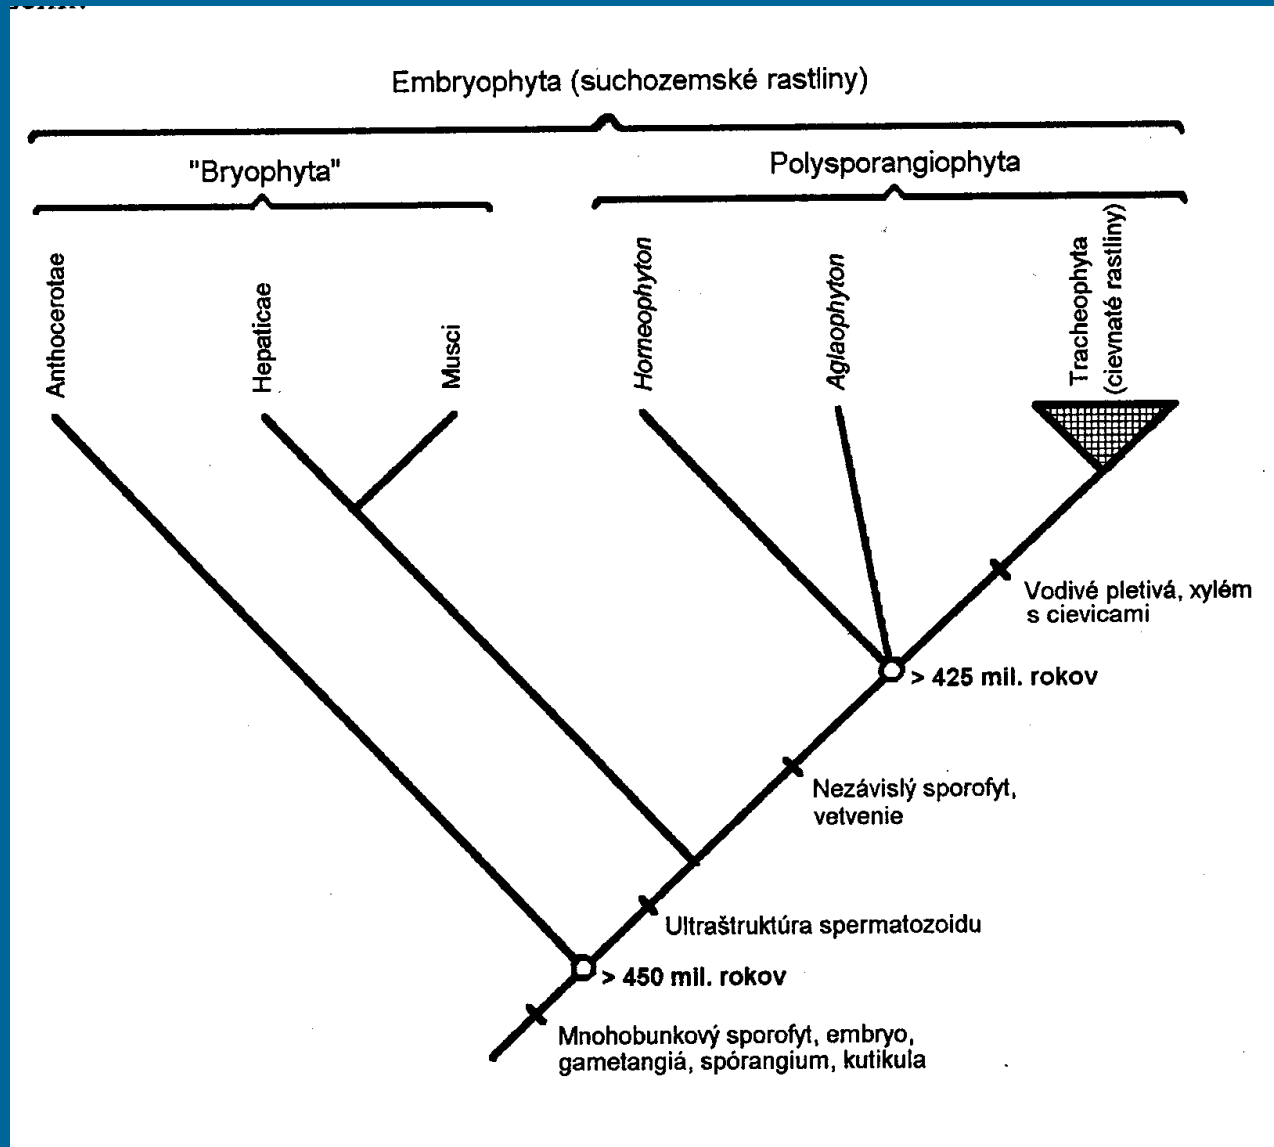 Embryophyta (suchozemské rastliny)
"Bryophyta"
Polysporangiophyta
Anthocerotae
Hepaticae
Musci
Horneophyton
Aglaophyton
Tracheophyta
(cievnaté rastliny)
Vodivé pletivá, xylém
s cievicami
> 425 mil. rokov
Nezávislý sporofyt,
vetvenie
Ultraštruktúra spermatozoidu
> 450 mil. rokov
Mnohobunkový sporofyt, embryo,
gametangiá, spórangium, kutikula